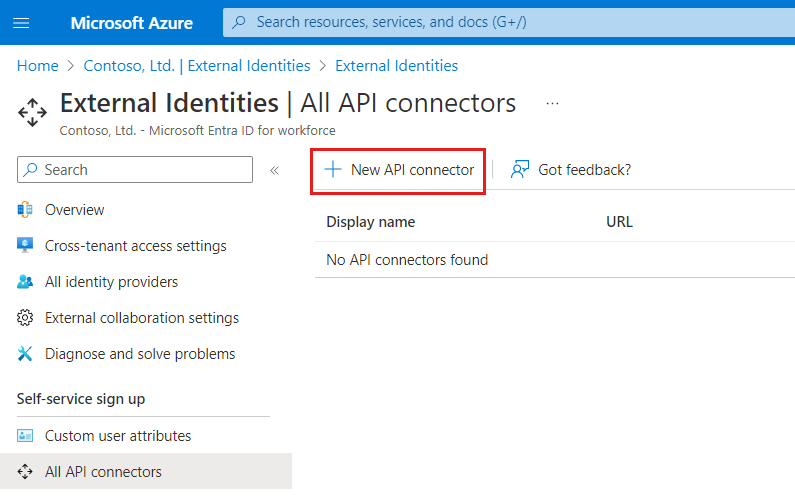 Microsoft Azure
Search resources, services, and docs (G+/)
Home > Contoso, Ltd. | External Identities > External Identities
External Identities | All API connectors ...
Contoso, Ltd. - Microsoft Entra ID for workforce
Search «
+ New API connector | Got feedback?
Overview
Cross-tenant access settings
All identity providers
External collaboration settings
Diagnose and solve problems
Self-service sign up
Custom user attributes
All API connectors
Display name URL
No API connectors found